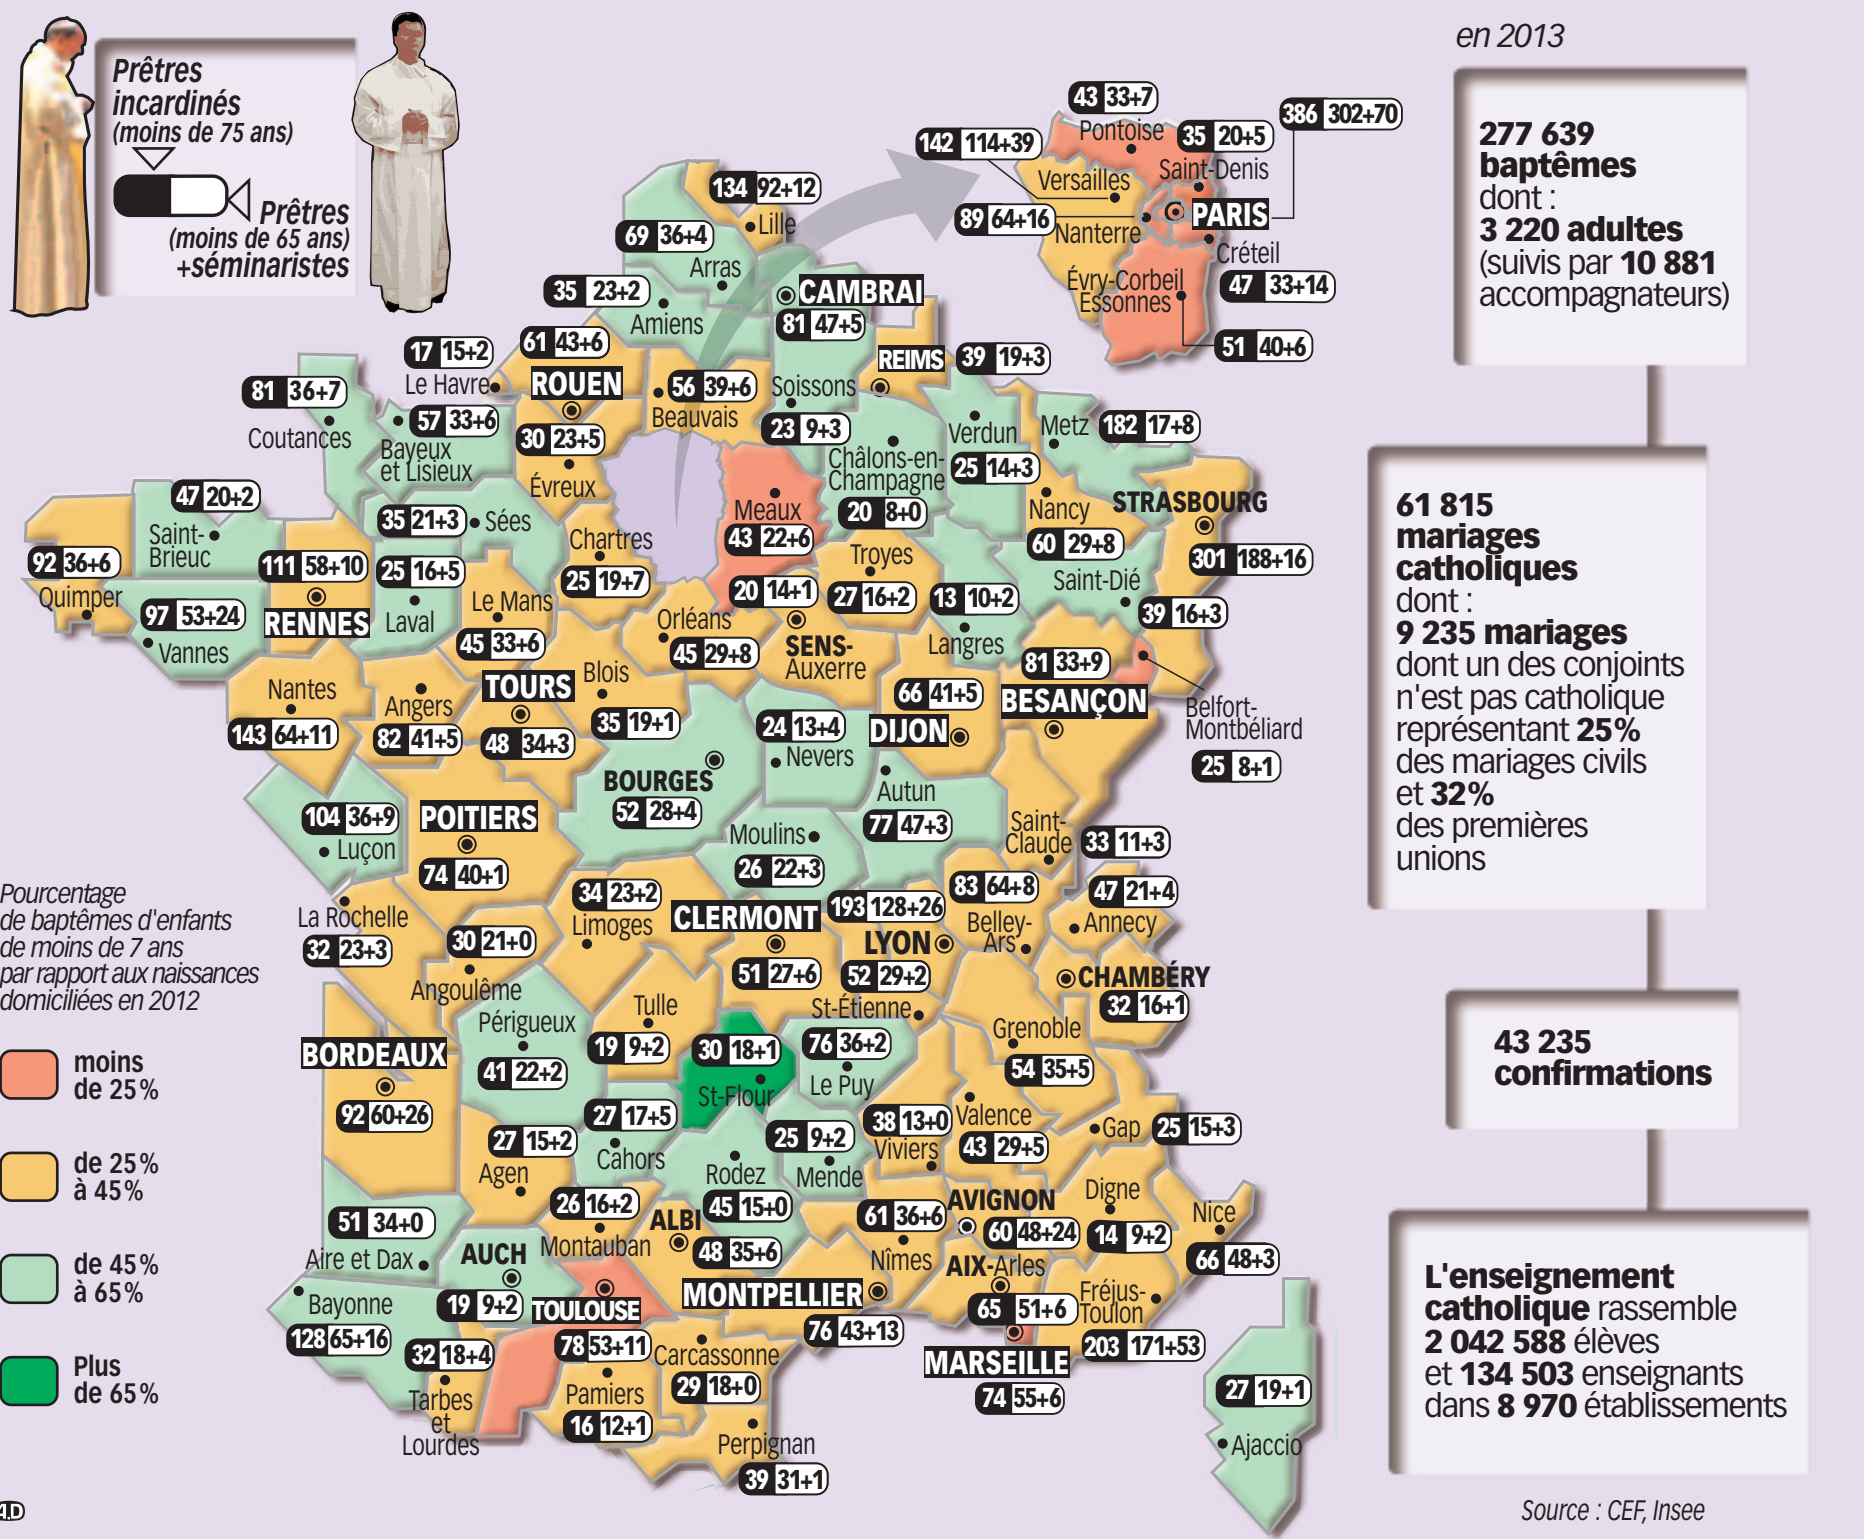 Prêtres
incardinés
(moins de 75 ans)
Prêtres
(moins de 65 ans)
+séminaristes
en 2013
277 639
baptêmes
dont :
3 220 adultes
(suivis par 10 881
accompagnateurs)
61 815
mariages
catholiques
dont :
9 235 mariages
dont un des conjoints
n'est pas catholique
représentant 25%
des mariages civils
et 32%
des premières
unions
43 235
confirmations
L'enseignement
catholique rassemble
2 042 588 élèves
et 134 503 enseignants
dans 8 970 établissements
Source : CEF, Insee
Pourcentage
de baptêmes d'enfants
de moins de 7 ans
par rapport aux naissances
domiciliées en 2012
moins
de 25%
de 25%
à 45%
de 45%
à 65%
Plus
de 65%
43 33+7
Pontoise
35 20+5
Saint-Denis
386 302+70
PARIS
142 114+39
Versailles
89 64+16
Nanterre
Créteil
47 33+14
Évry-Corbeil
Essonnes
51 40+6
134 92+12
Lille
69 36+4
Arras
35 23+2
Amiens
CAMBRAI
81 47+5
17 15+2
Le Havre
61 43+6
ROUEN
56 39+6
Beauvais
Soissons
23 9+3
REIMS
39 19+3
81 36+7
Coutances
57 33+6
Bayeux
et Lisieux
30 23+5
Évreux
Châlons-en-
Champagne
20 8+0
Verdun
25 14+3
Metz
182 17+8
Nancy
60 29+8
STRASBOURG
301 188+16
47 20+2
Saint-
Brieuc
92 36+6
Quimper
97 53+24
Vannes
111 58+10
RENNES
35 21+3
Sées
25 16+5
Laval
Le Mans
45 33+6
Chartres
25 19+7
Meaux
43 22+6
Troyes
27 16+2
20 14+1
SENS-
Auxerre
Orléans
45 29+8
13 10+2
Langres
Saint-Dié
39 16+3
81 33+9
BESANÇON
Belfort-
Montbéliard
25 8+1
Nantes
143 64+11
Angers
82 41+5
TOURS
48 34+3
Blois
35 19+1
24 13+4
Nevers
66 41+5
DIJON
BOURGES
52 28+4
Autun
77 47+3
104 36+9
Luçon
POITIERS
74 40+1
Moulins
26 22+3
Saint-
Claude
33 11+3
La Rochelle
32 23+3
30 21+0
Angoulême
34 23+2
Limoges
CLERMONT
51 27+6
193 128+26
LYON
52 29+2
St-Étienne
83 64+8
Belley-
Ars
47 21+4
Annecy
CHAMBÉRY
32 16+1
Périgueux
41 22+2
Tulle
19 9+2
30 18+1
St-Flour
76 36+2
Le Puy
Grenoble
54 35+5
BORDEAUX
92 60+26
27 15+2
Agen
27 17+5
Cahors
25 9+2
Mende
Rodez
45 15+0
38 13+0
Viviers
Valence
43 29+5
Gap
25 15+3
51 34+0
Aire et Dax
AUCH
19 9+2
26 16+2
Montauban
ALBI
48 35+6
61 36+6
Nîmes
AVIGNON
60 48+24
Digne
14 9+2
Nice
66 48+3
Bayonne
128 65+16
32 18+4
Tarbes
et
Lourdes
TOULOUSE
78 53+11
MONTPELLIER
76 43+13
AIX-Arles
65 51+6
Fréjus-
Toulon
203 171+53
MARSEILLE
74 55+6
Pamiers
16 12+1
Carcassonne
29 18+0
Perpignan
39 31+1
27 19+1
Ajaccio